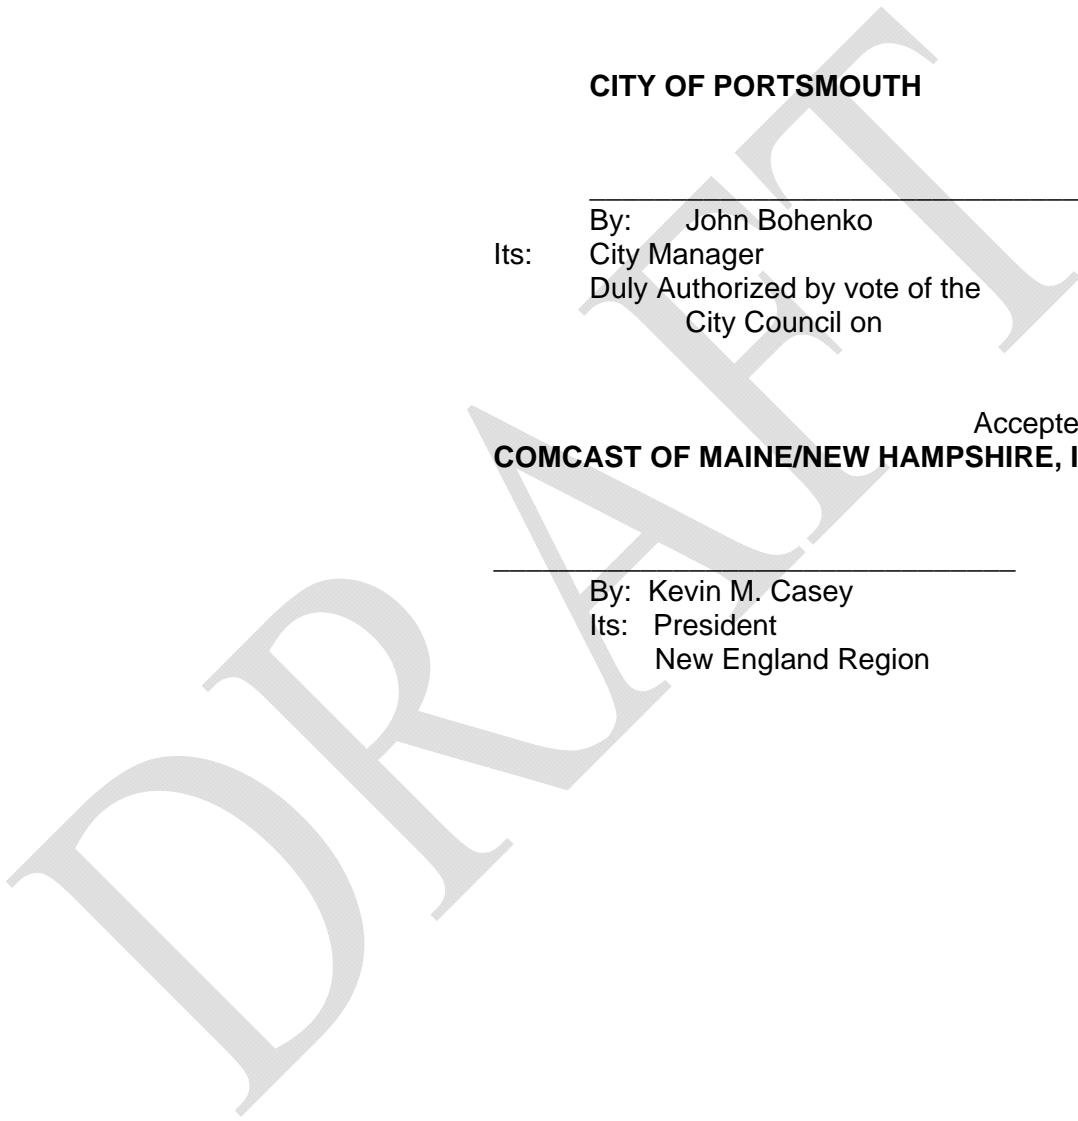 CITY OF PORTSMOUTH
By: John Bohenko
Its: City Manager
Duly Authorized by vote of the
City Council on
Accepte
COMCAST OF MAINE/NEW HAMPSHIRE, I
By: Kevin M. Casey
Its: President
New England Region
DRAFT